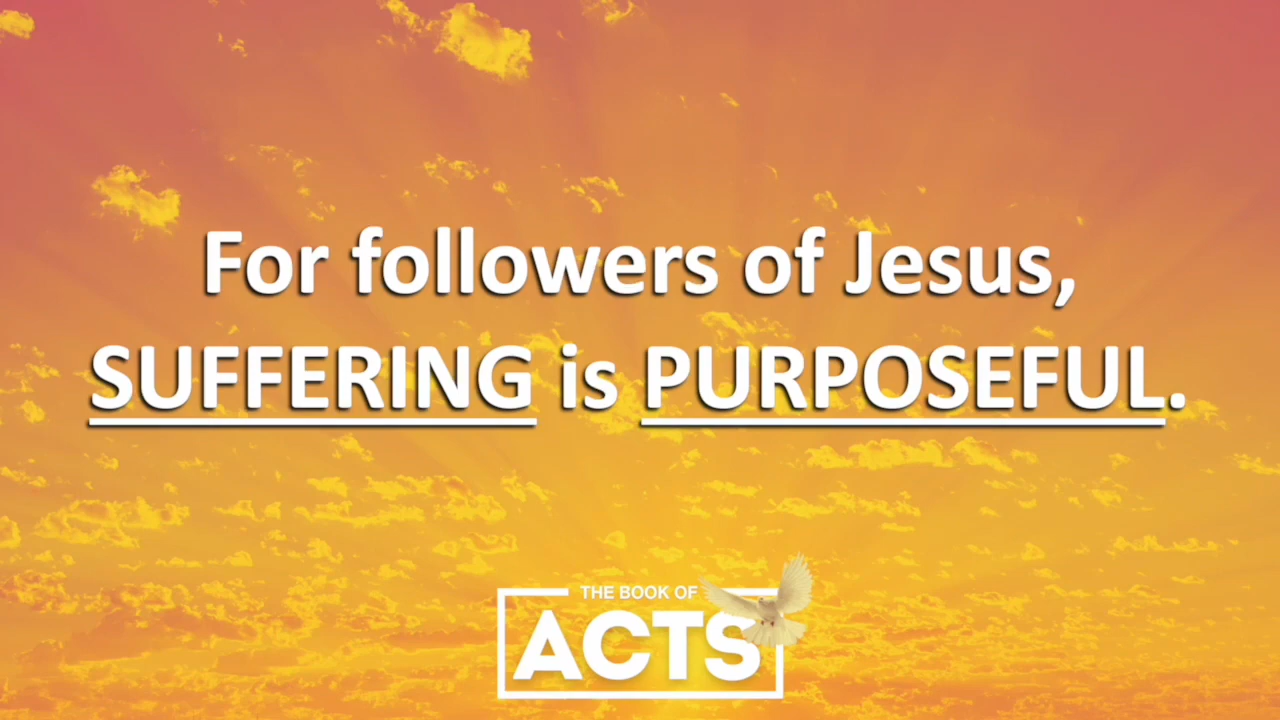 For followers of Jesus,
SUFFERING is PURPOSEFUL.
THE BOOK OF
ACTS